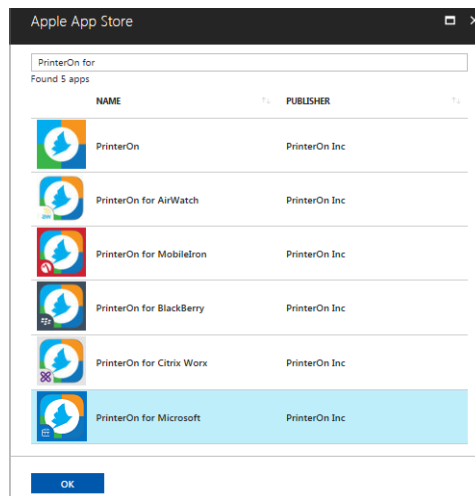 Apple App Store
PrinterOn for
Found 5 apps
NAME PUBLISHER
PrinterOn PrinterOn Inc
PrinterOn for AirWatch PrinterOn Inc
PrinterOn for MobileIron PrinterOn Inc
PrinterOn for BlackBerry PrinterOn Inc
PrinterOn for Citrix Worx PrinterOn Inc
PrinterOn for Microsoft PrinterOn Inc
OK